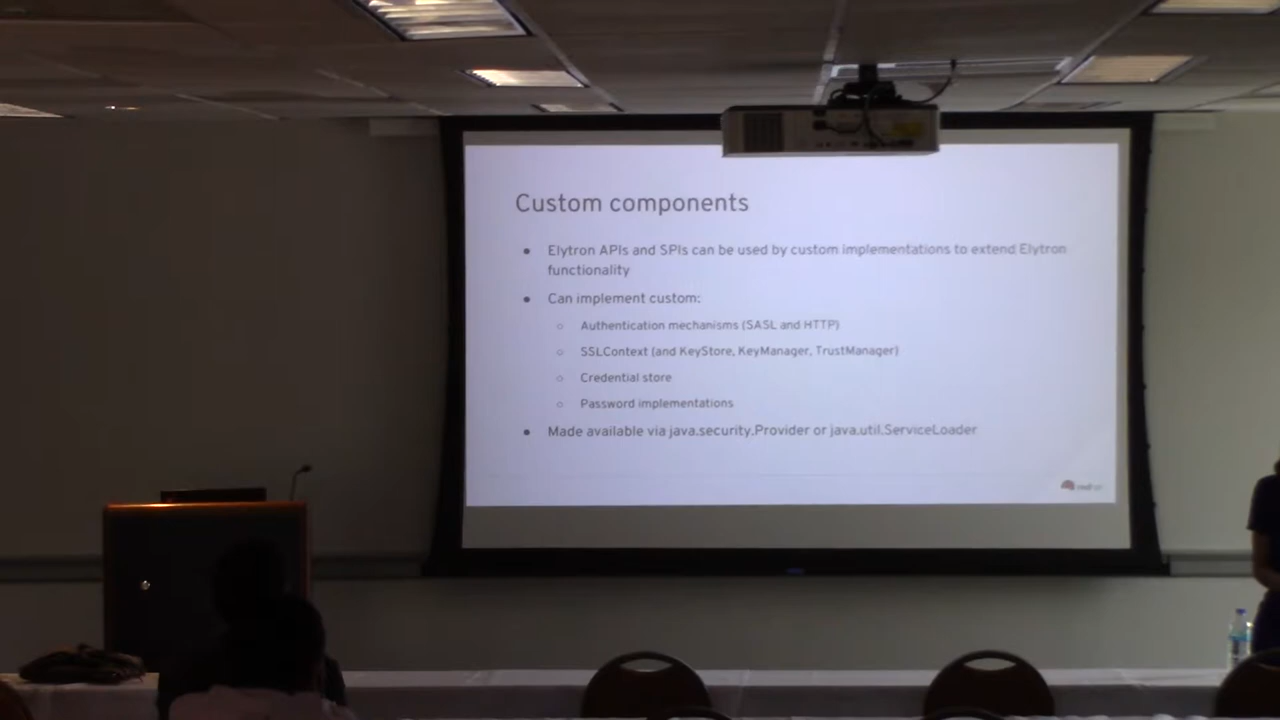 Custom components
● Elytron APIs and SPIs can be used by custom implementations to extend Elytron
functionality
● Can implement custom:
○ Authentication mechanisms (SASL and HTTP)
○ SSLContext (and KeyStore, KeyManager, TrustManager)
○ Credential store
○ Password implementations
● Made available via java.security.Provider or java.util.ServiceLoader